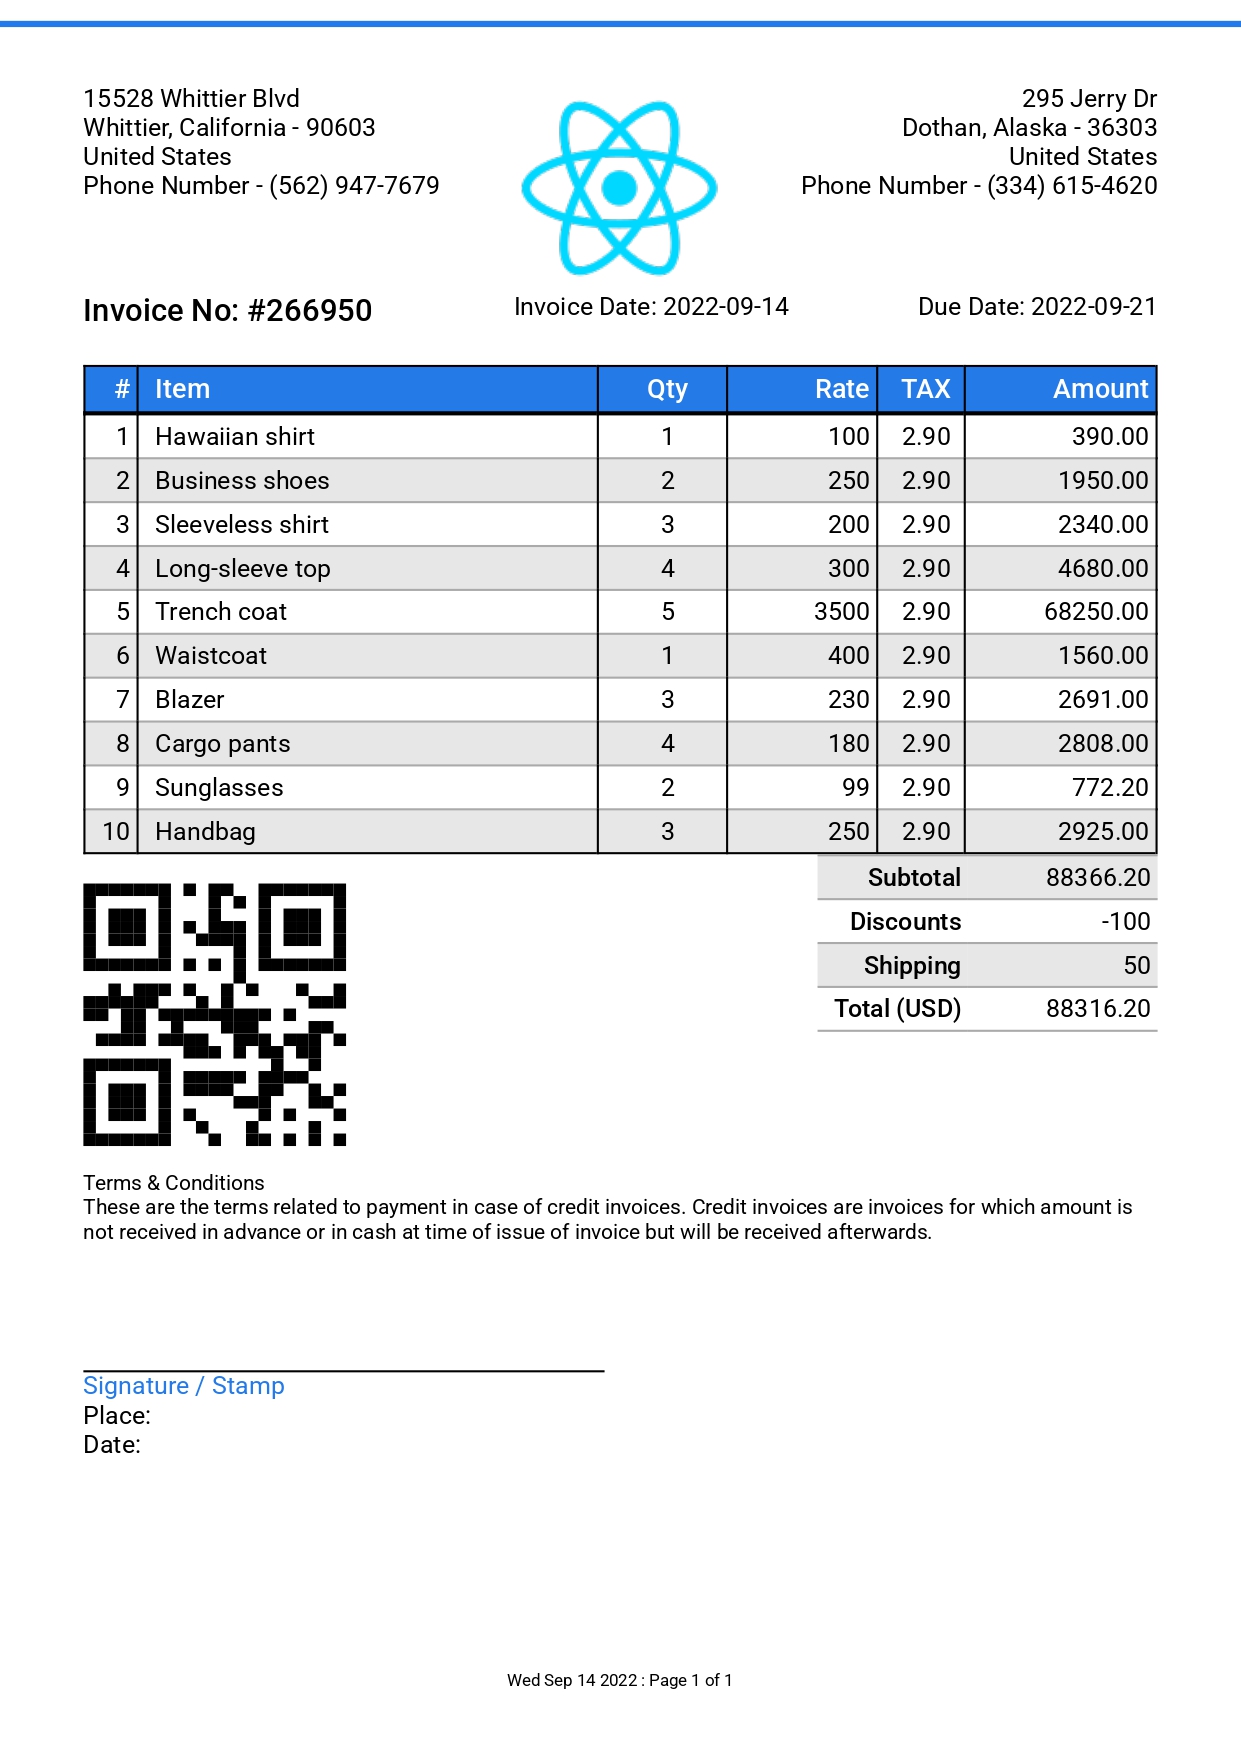 15528 Whittier Blvd
Whittier, California - 90603
United States
Phone Number - (562) 947-7679
295 Jerry Dr
Dothan, Alaska - 36303
United States
Phone Number - (334) 615-4620
Invoice No: #266950 Invoice Date: 2022-09-14 Due Date: 2022-09-21
# Item Qty Rate TAX Amount
1 Hawaiian shirt 1 100 2.90 390.00
2 Business shoes 2 250 2.90 1950.00
3 Sleeveless shirt 3 200 2.90 2340.00
4 Long-sleeve top 4 300 2.90 4680.00
5 Trench coat 5 3500 2.90 68250.00
6 Waistcoat 1 400 2.90 1560.00
7 Blazer 3 230 2.90 2691.00
8 Cargo pants 4 180 2.90 2808.00
9 Sunglasses 2 99 2.90 772.20
10 Handbag 3 250 2.90 2925.00
Subtotal 88366.20
Discounts -100
Shipping 50
Total (USD) 88316.20
Terms & Conditions
These are the terms related to payment in case of credit invoices. Credit invoices are invoices for which amount is
not received in advance or in cash at time of issue of invoice but will be received afterwards.
Signature / Stamp
Place:
Date:
Wed Sep 14 2022 : Page 1 of 1